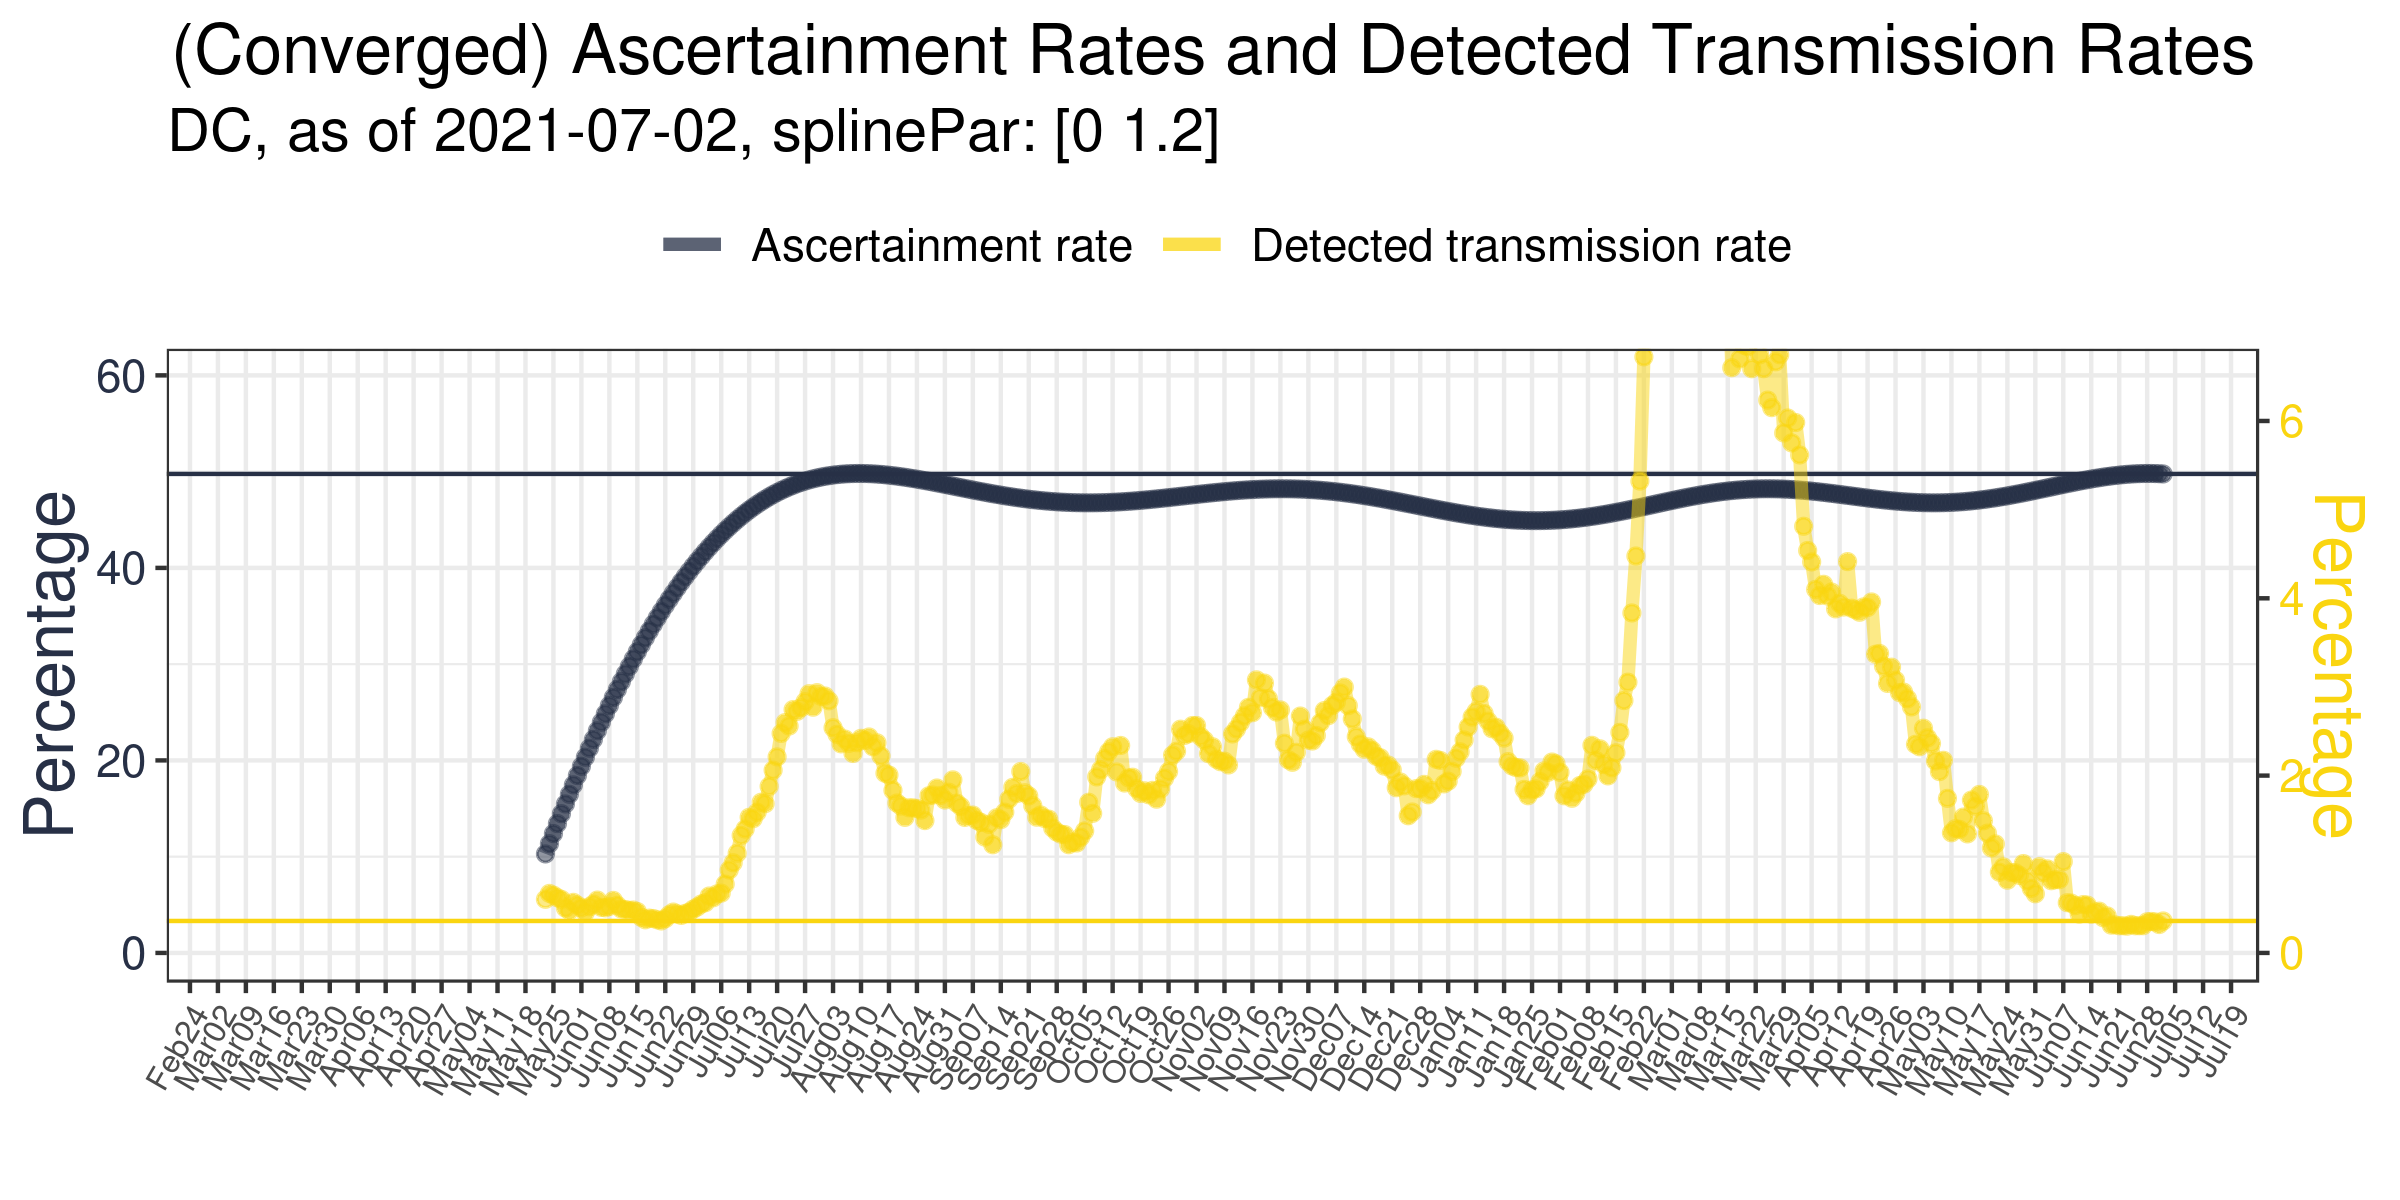 (Converged) Ascertainment Rates and Detected Transmission Rates
DC, as of 2021-07-02, splinePar: [0 1.2]
Ascertainment rate Detected transmission rate
60
40
20
0
Percentage
6
4
2
0
Percentage
Feb24 Mar02 Mar09 Mar16 Mar23 Mar30 Apr06 Apr13 Apr20 Apr27 May04 May11 May18 May25 Jun01 Jun08 Jun15 Jun22 Jun29 Jul06 Jul13 Jul20 Jul27 Aug03 Aug10 Aug17 Aug24 Aug31 Sep07 Sep14 Sep21 Sep28 Oct05 Oct12 Oct19 Oct26 Nov02 Nov09 Nov16 Nov23 Nov30 Dec07 Dec14 Dec21 Dec28 Jan04 Jan11 Jan18 Jan25 Feb01 Feb08 Feb15 Feb22 Mar01 Mar08 Mar15 Mar22 Mar29 Apr05 Apr12 Apr19 Apr26 May03 May10 May17 May24 May31 Jun07 Jun14 Jun21 Jun28 Jul05 Jul12 Jul19